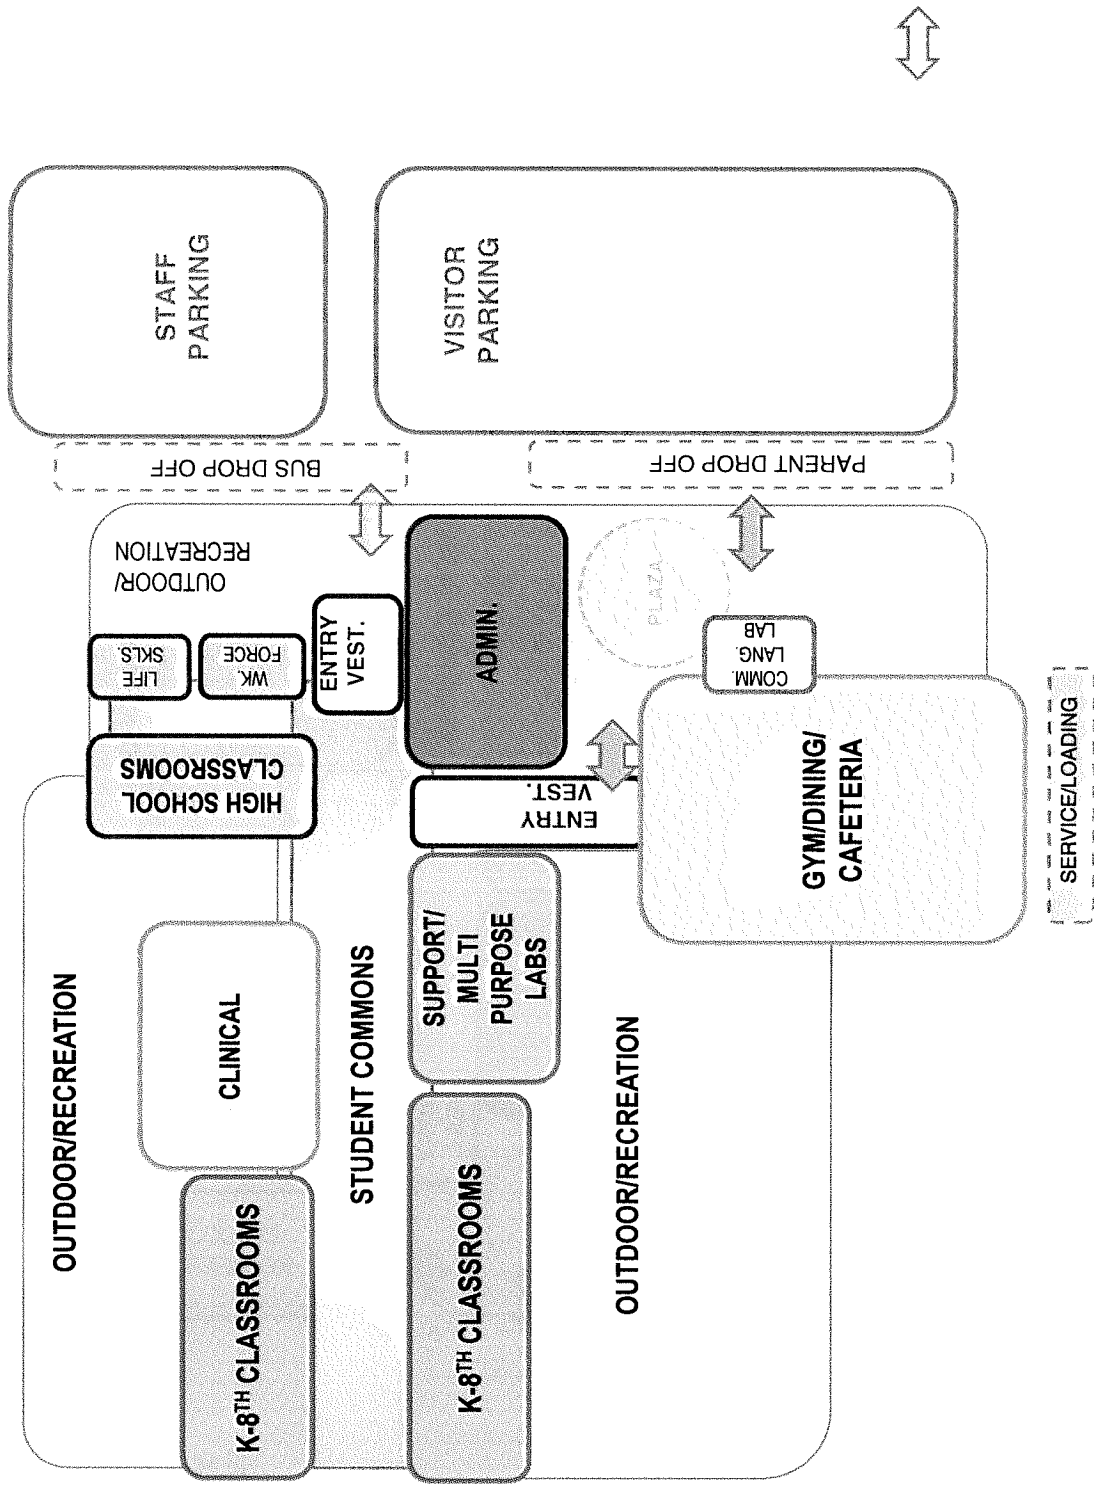 OUTDOOR/RECREATION
K-8TH CLASSROOMS
CLINICAL
HIGH SCHOOL
CLASSROOMS
LIFE
SKLS.
WK.
FORCE
OUTDOOR/
RECREATION
BUS DROP OFF
STAFF
PARKING
STUDENT COMMONS
ENTRY
VEST.
K-8TH CLASSROOMS
SUPPORT/
MULTI
PURPOSE
LABS
ENTRY
VEST.
ADMIN.
VISITOR
PARKING
PARENT DROP OFF
PLAZA
OUTDOOR/RECREATION
GYM/DINING/
CAFETERIA
COMM.
LANG.
LAB
SERVICE/LOADING